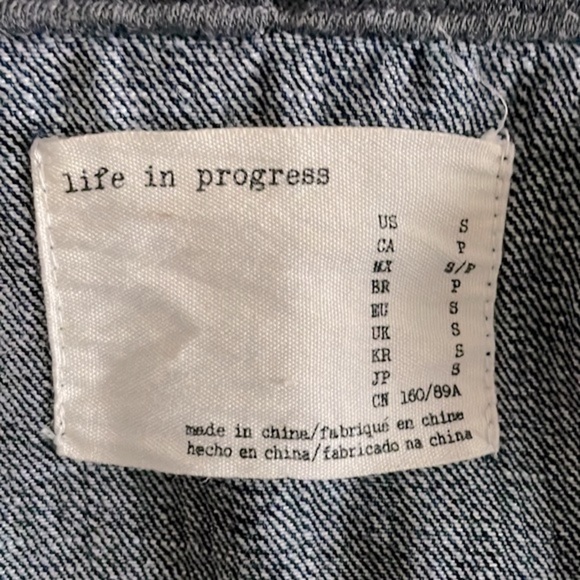 life in progress
US S
CA P
MX S/P
BR P
EU S
UK S
KR S
JP S
CN 160/89A
made in china/fabriqué en chine
hecho en china/fabricado na china